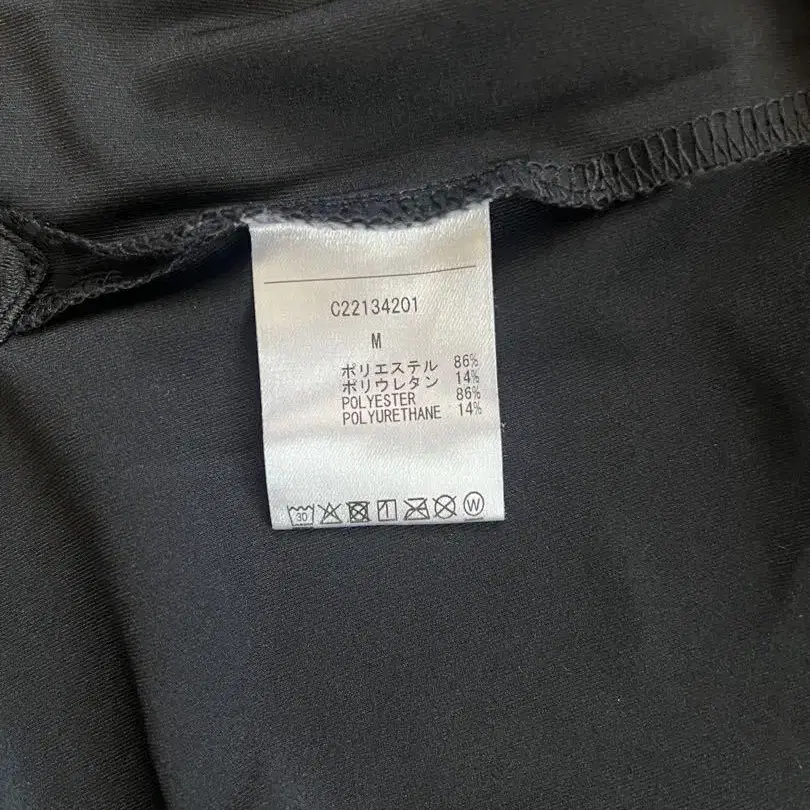 C22134201
M
ポリエステル 86%
ポリウレタン 14%
POLYESTER 86%
POLYURETHANE 14%
30 W